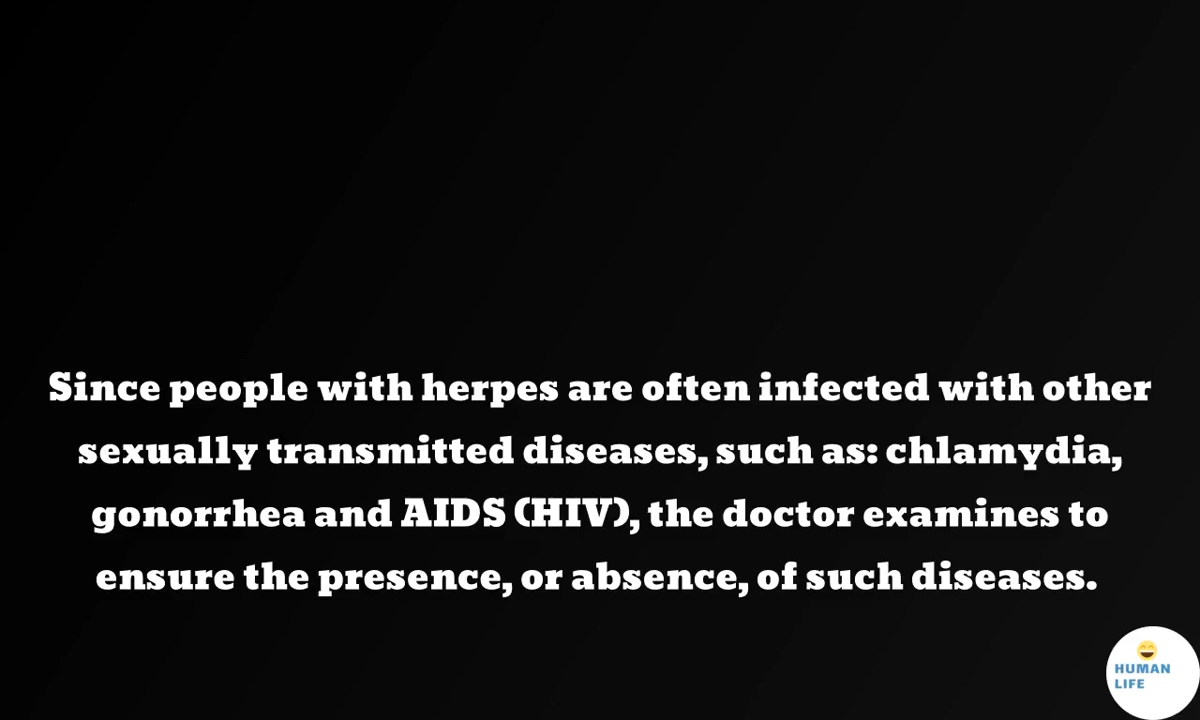 Since people with herpes are often infected with other
sexually transmitted diseases, such as: chlamydia,
gonorrhea and AIDS (HIV), the doctor examines to
ensure the presence, or absence, of such diseases.
HUMAN
LIFE